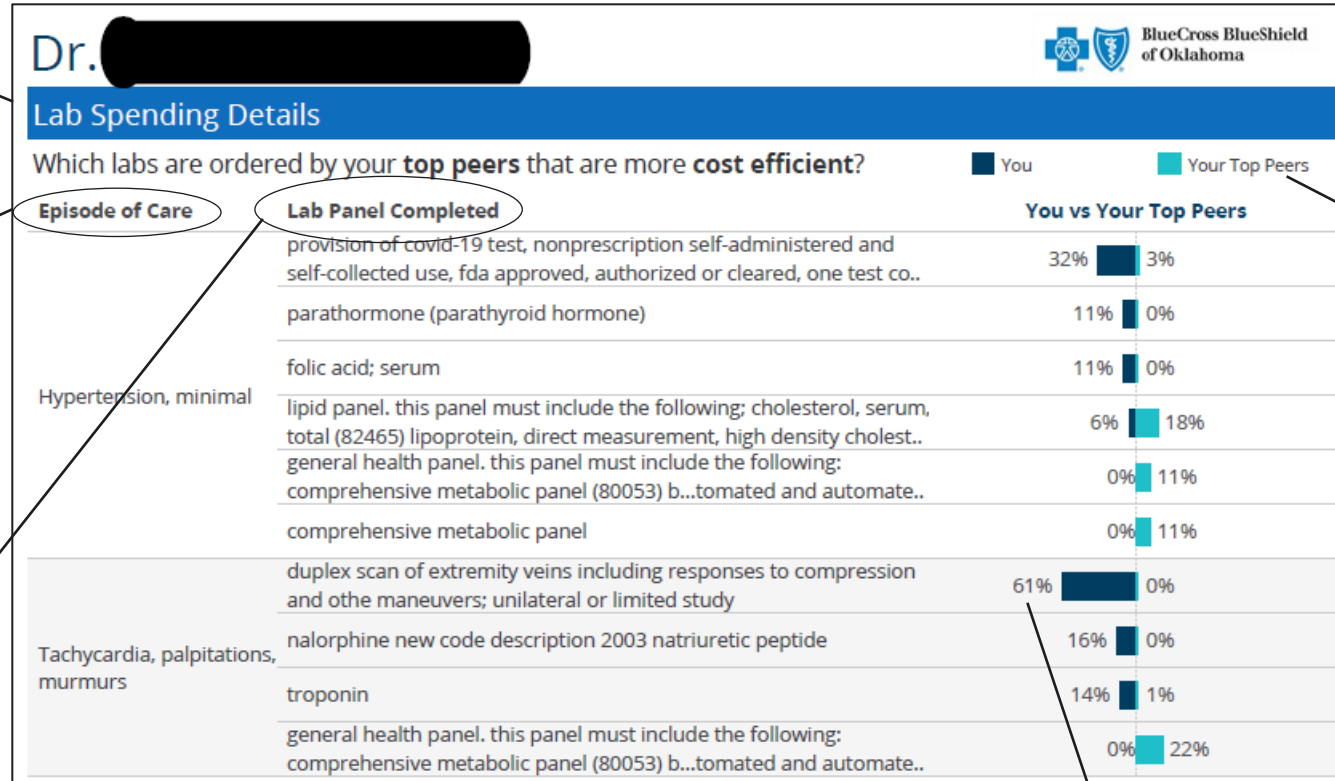 Dr.
BlueCross BlueShield
of Oklahoma
Lab Spending Details
Which labs are ordered by your top peers that are more cost efficient?
You
Your Top Peers
Episode of Care
Lab Panel Completed
You vs Your Top Peers
provision of covid-19 test, nonprescription self-administered and
self-collected use, fda approved, authorized or cleared, one test co..
32%
3%
parathormone (parathyroid hormone)
11%
0%
folic acid; serum
11%
0%
Hypertension, minimal
lipid panel. this panel must include the following; cholesterol, serum,
total (82465) lipoprotein, direct measurement, high density cholest..
6%
18%
general health panel. this panel must include the following:
comprehensive metabolic panel (80053) b...tomated and automate..
0%
11%
comprehensive metabolic panel
0%
11%
duplex scan of extremity veins including responses to compression
and othe maneuvers; unilateral or limited study
61%
0%
nalorphine new code description 2003 natriuretic peptide
16%
0%
Tachycardia, palpitations,
murmurs
troponin
14%
1%
general health panel. this panel must include the following:
comprehensive metabolic panel (80053) b...tomated and automate..
0%
22%